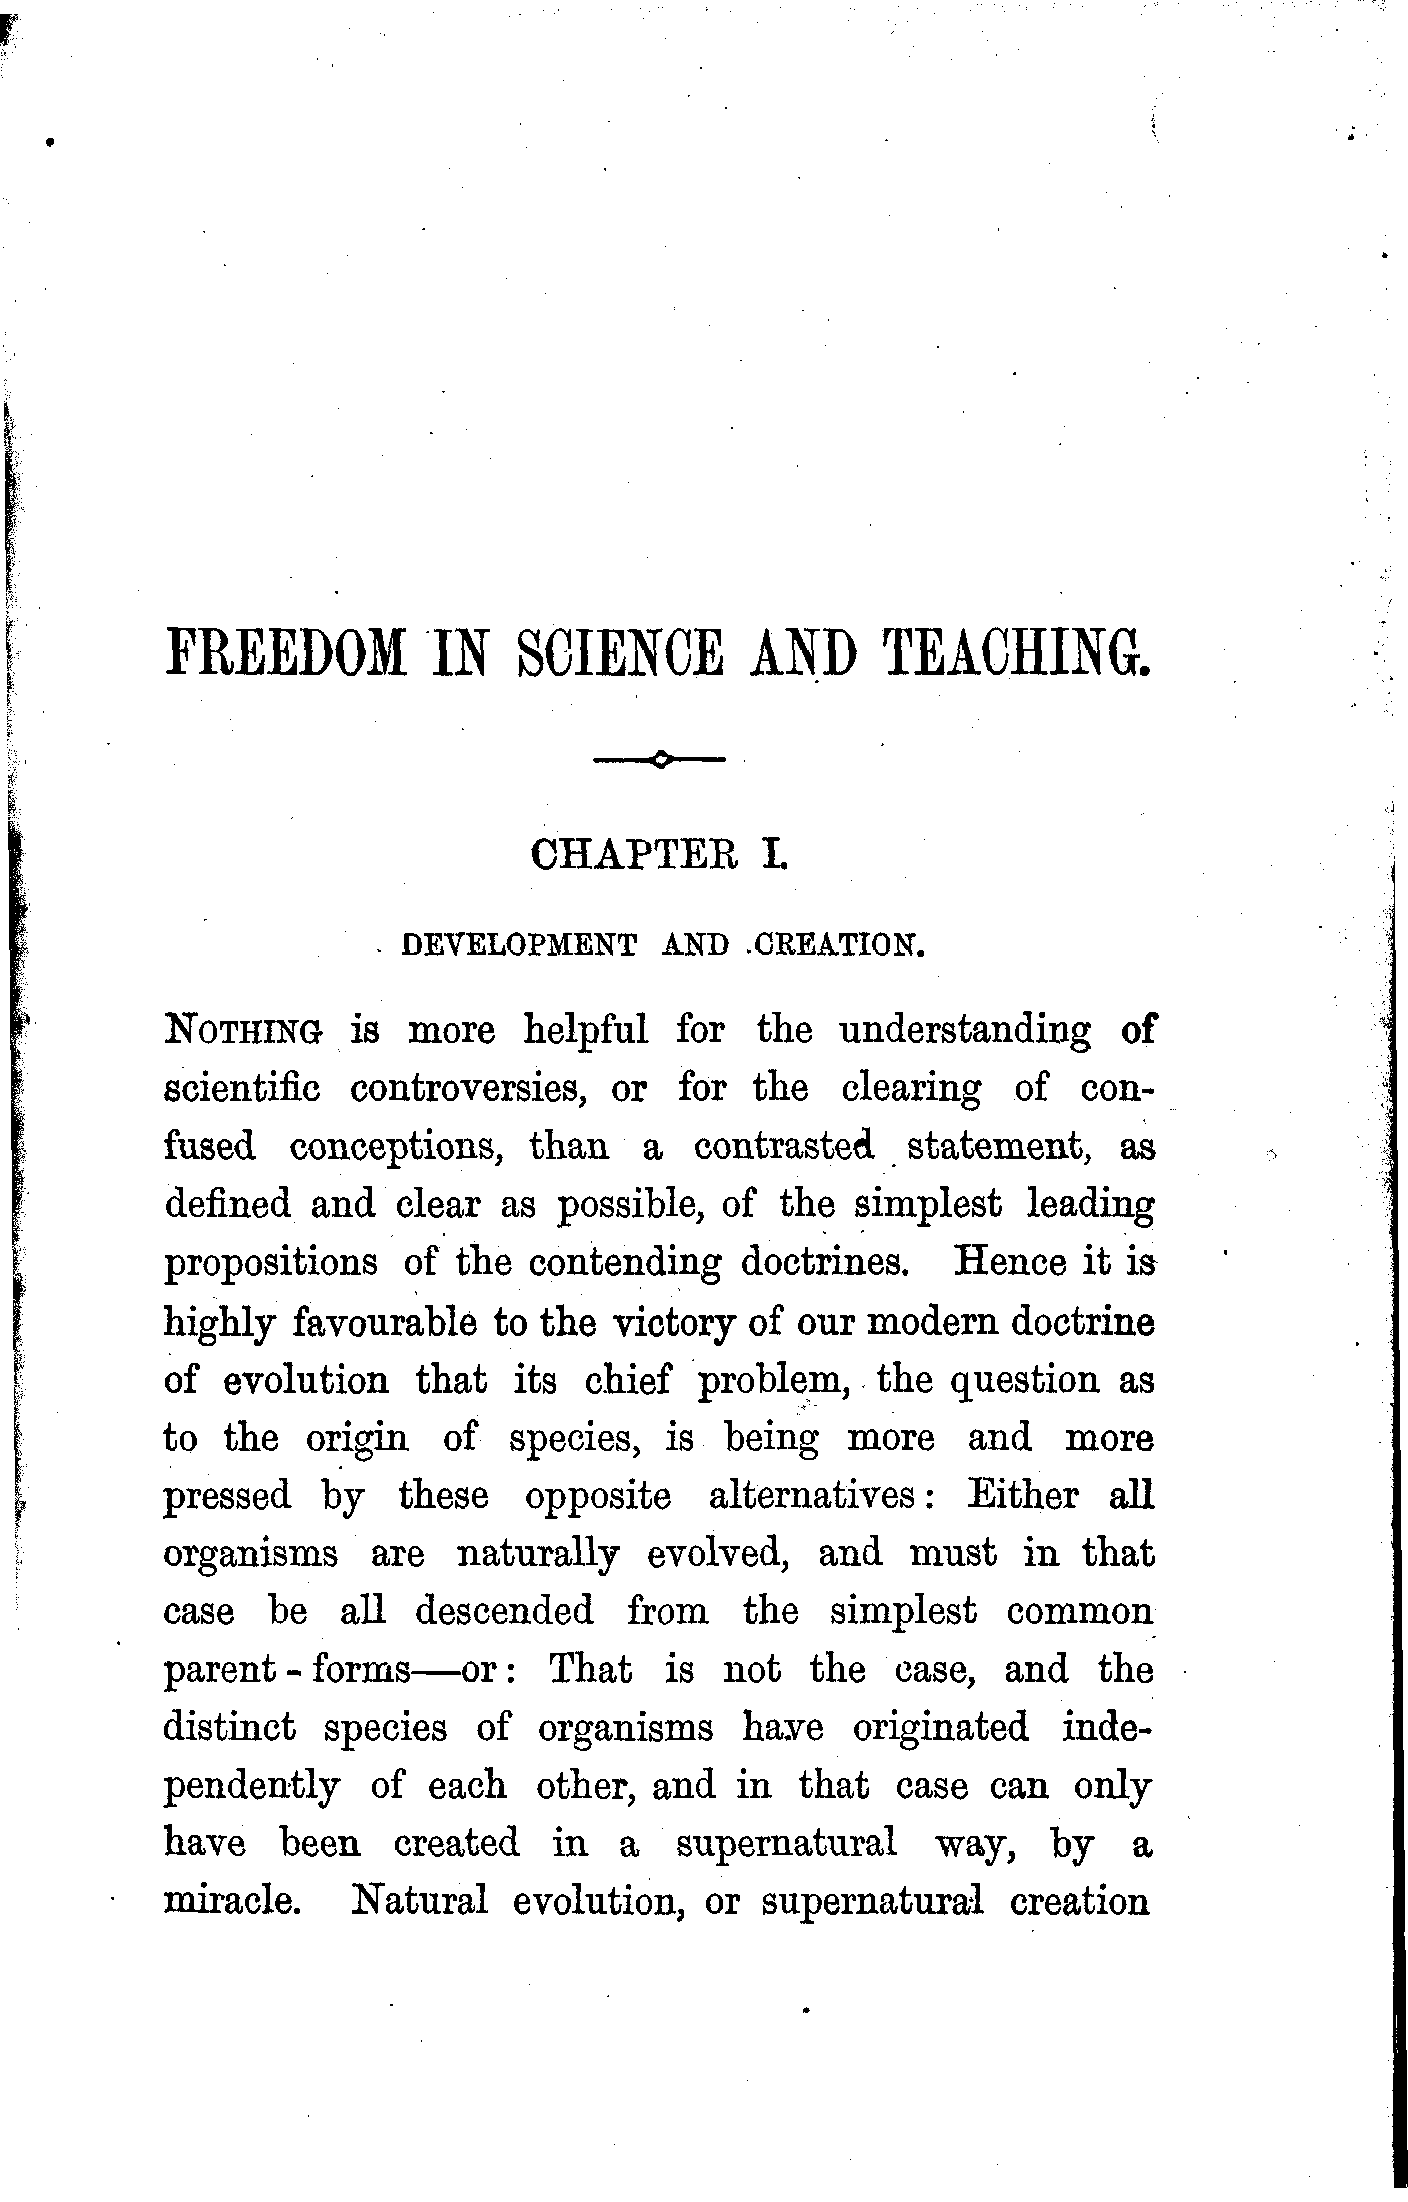 FREEDOM IN SCIENCE AND TEACHING.
CHAPTER I.
DEVELOPMENT AND CREATION.
NOTHING is more helpful for the understanding of
scientific controversies, or for the clearing of con-
fused conceptions, than a contrasted statement, as
defined and clear as possible, of the simplest leading
propositions of the contending doctrines. Hence it is
highly favourable to the victory of our modern doctrine
of evolution that its chief problem, the question as
to the origin of species, is being more and more
pressed by these opposite alternatives: Either all
organisms are naturally evolved, and must in that
case be all descended from the simplest common
parent-forms—or: That is not the case, and the
distinct species of organisms have originated inde-
pendently of each other, and in that case can only
have been created in a supernatural way, by a
miracle. Natural evolution, or supernatural creation